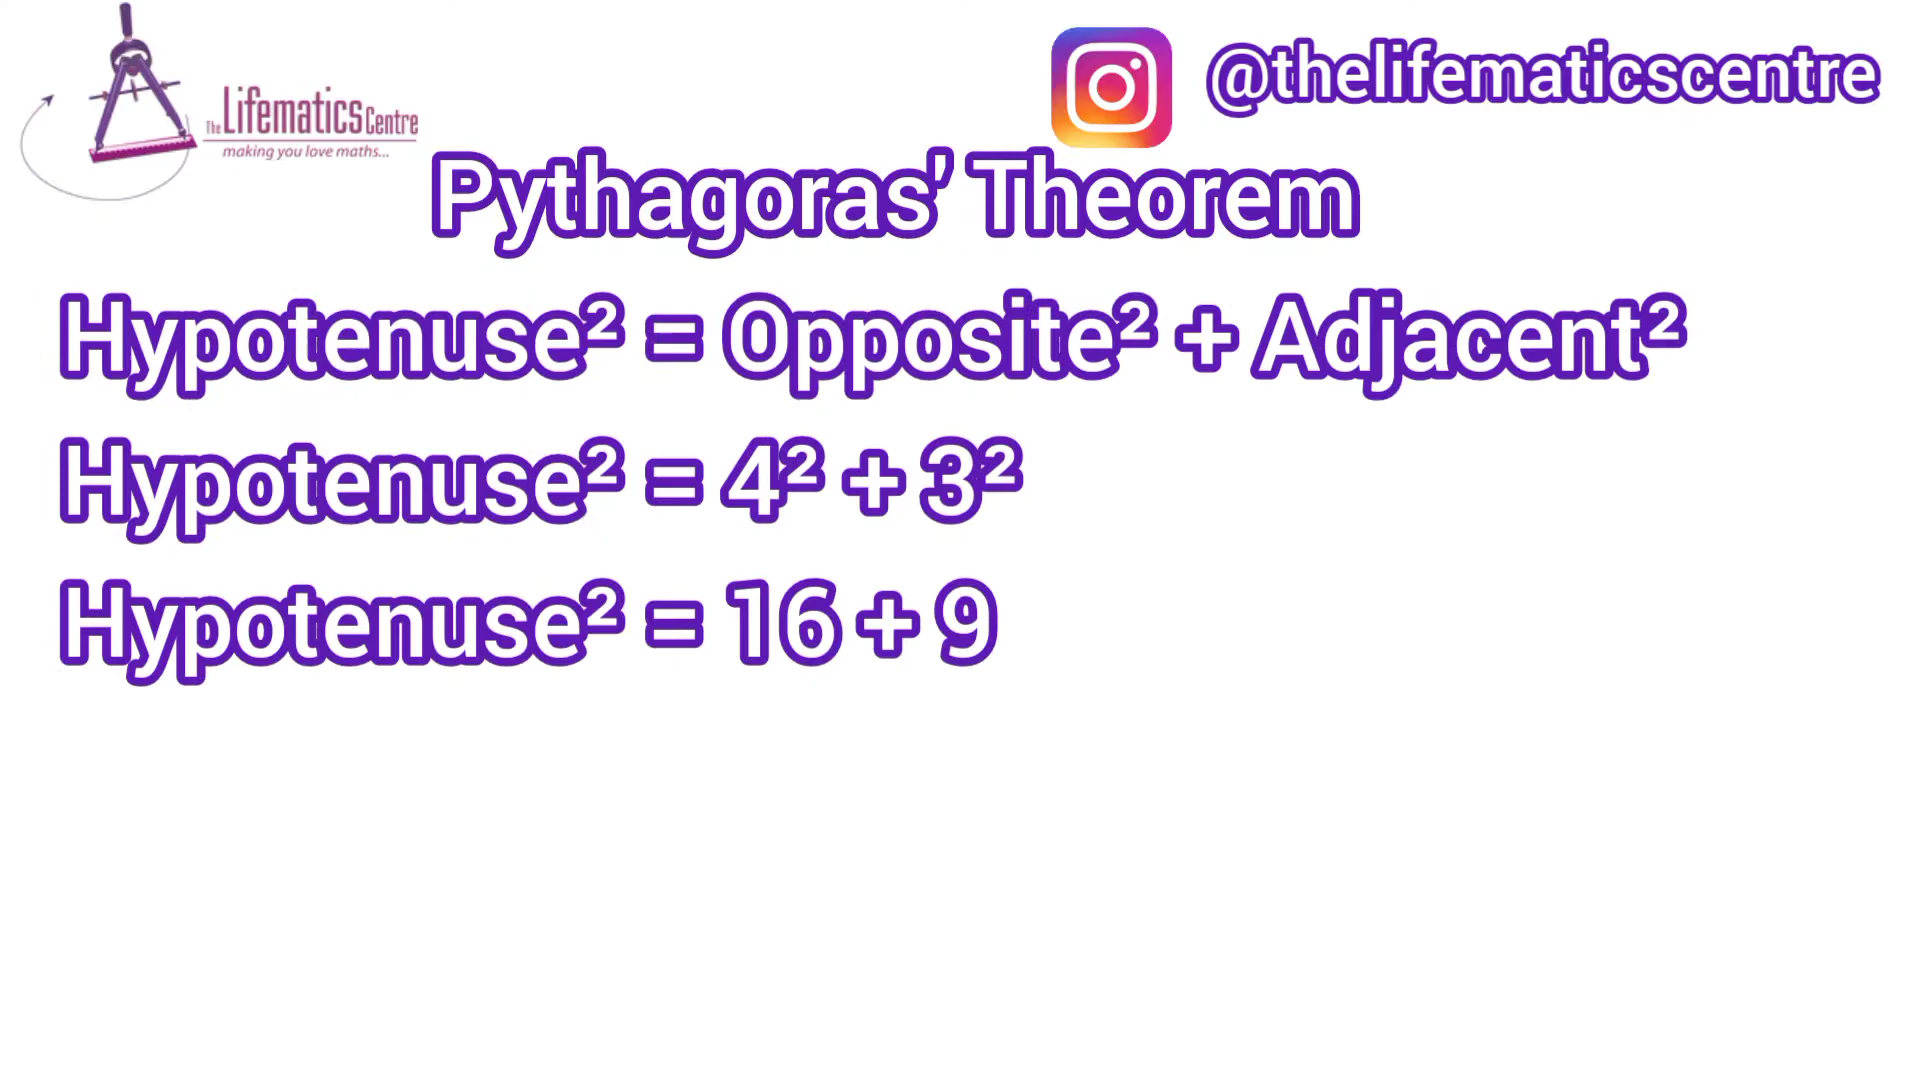 The Lifematics Centre
making you love maths...
@thelifematicscentre
Pythagoras' Theorem
Hypotenuse² = Opposite² + Adjacent²
Hypotenuse² = 4² + 3²
Hypotenuse² = 16 + 9